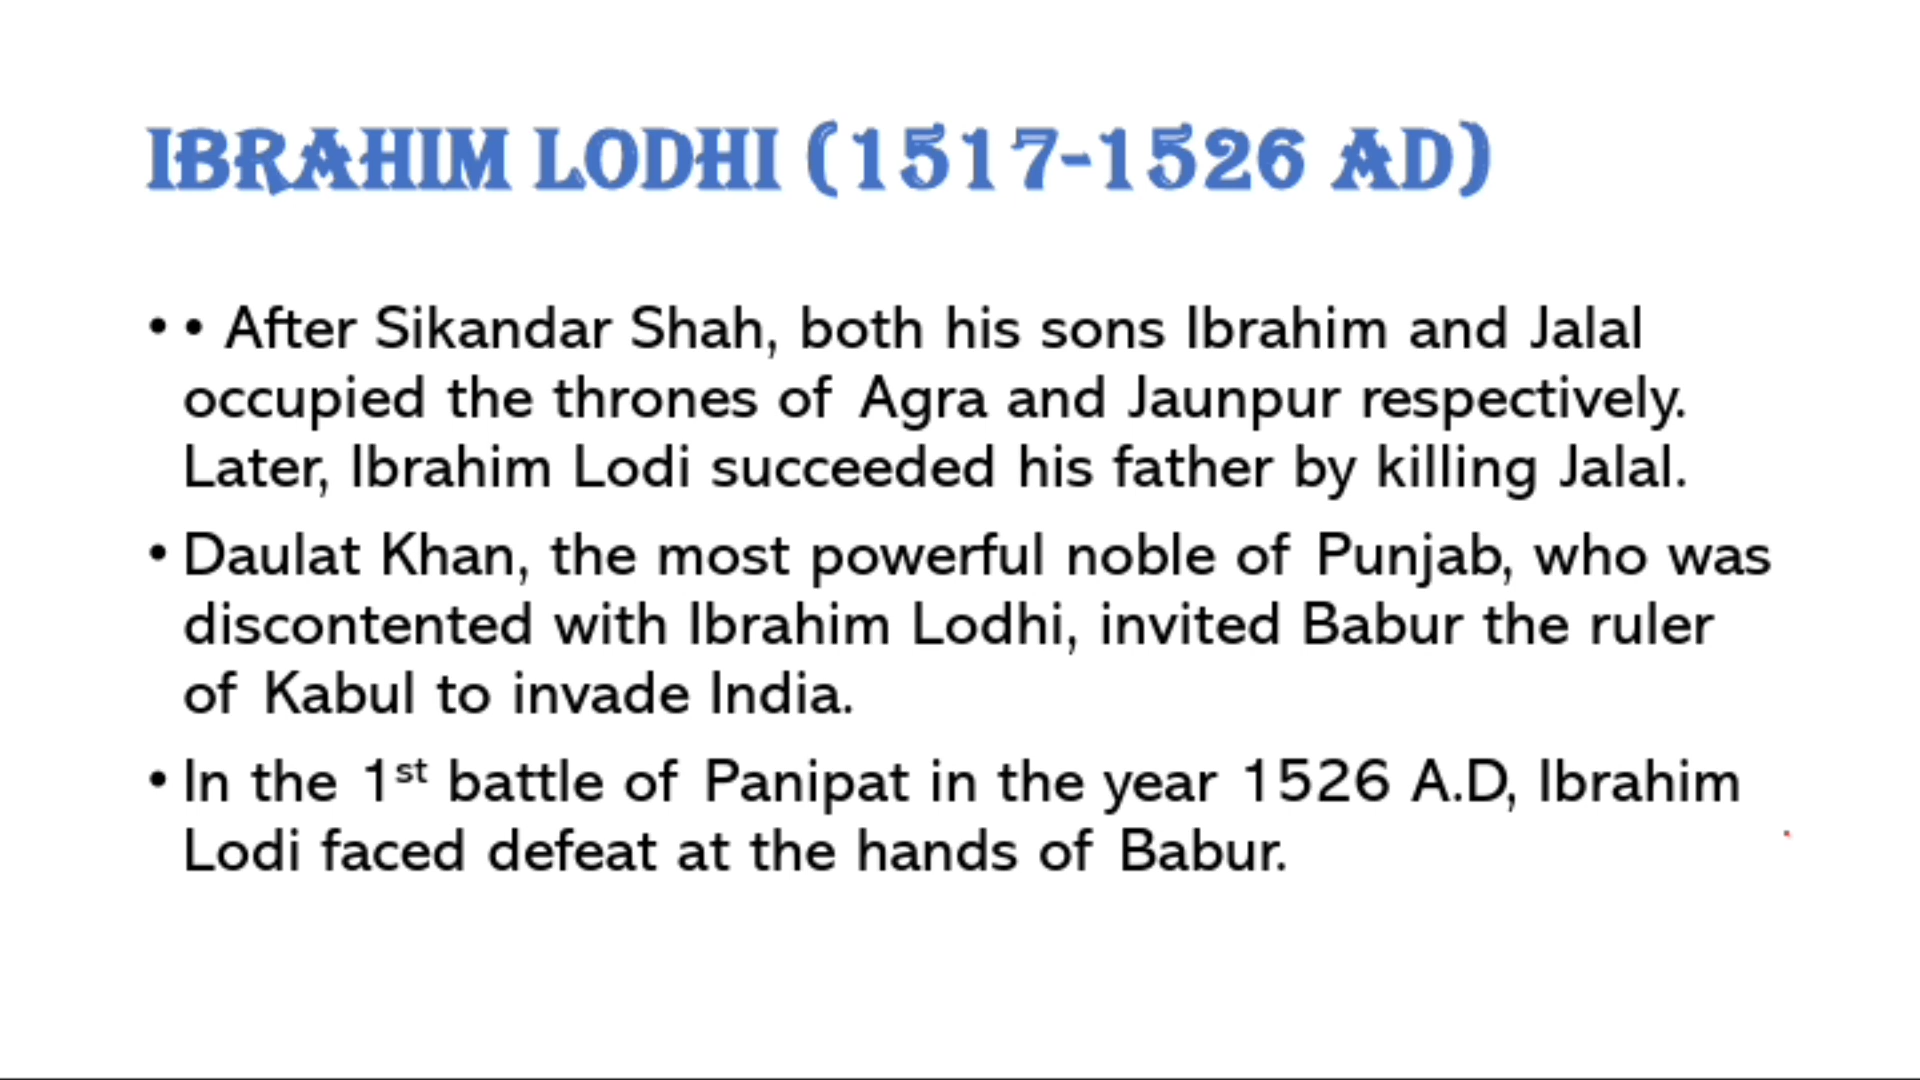 IBRAHIM LODHI (1517-1526 AD)
• • After Sikandar Shah, both his sons Ibrahim and Jalal
occupied the thrones of Agra and Jaunpur respectively.
Later, Ibrahim Lodi succeeded his father by killing Jalal.
• Daulat Khan, the most powerful noble of Punjab, who was
discontented with Ibrahim Lodhi, invited Babur the ruler
of Kabul to invade India.
• In the 1st battle of Panipat in the year 1526 A.D, Ibrahim
Lodi faced defeat at the hands of Babur.